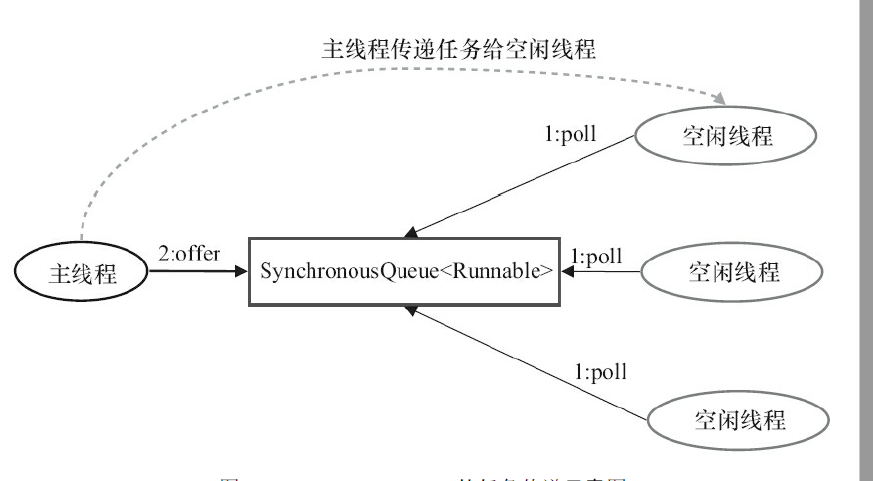 主线程传递任务给空闲线程
1:poll
空闲线程
2:offer
主线程
SynchronousQueue<Runnable>
1:poll
空闲线程
1:poll
空闲线程